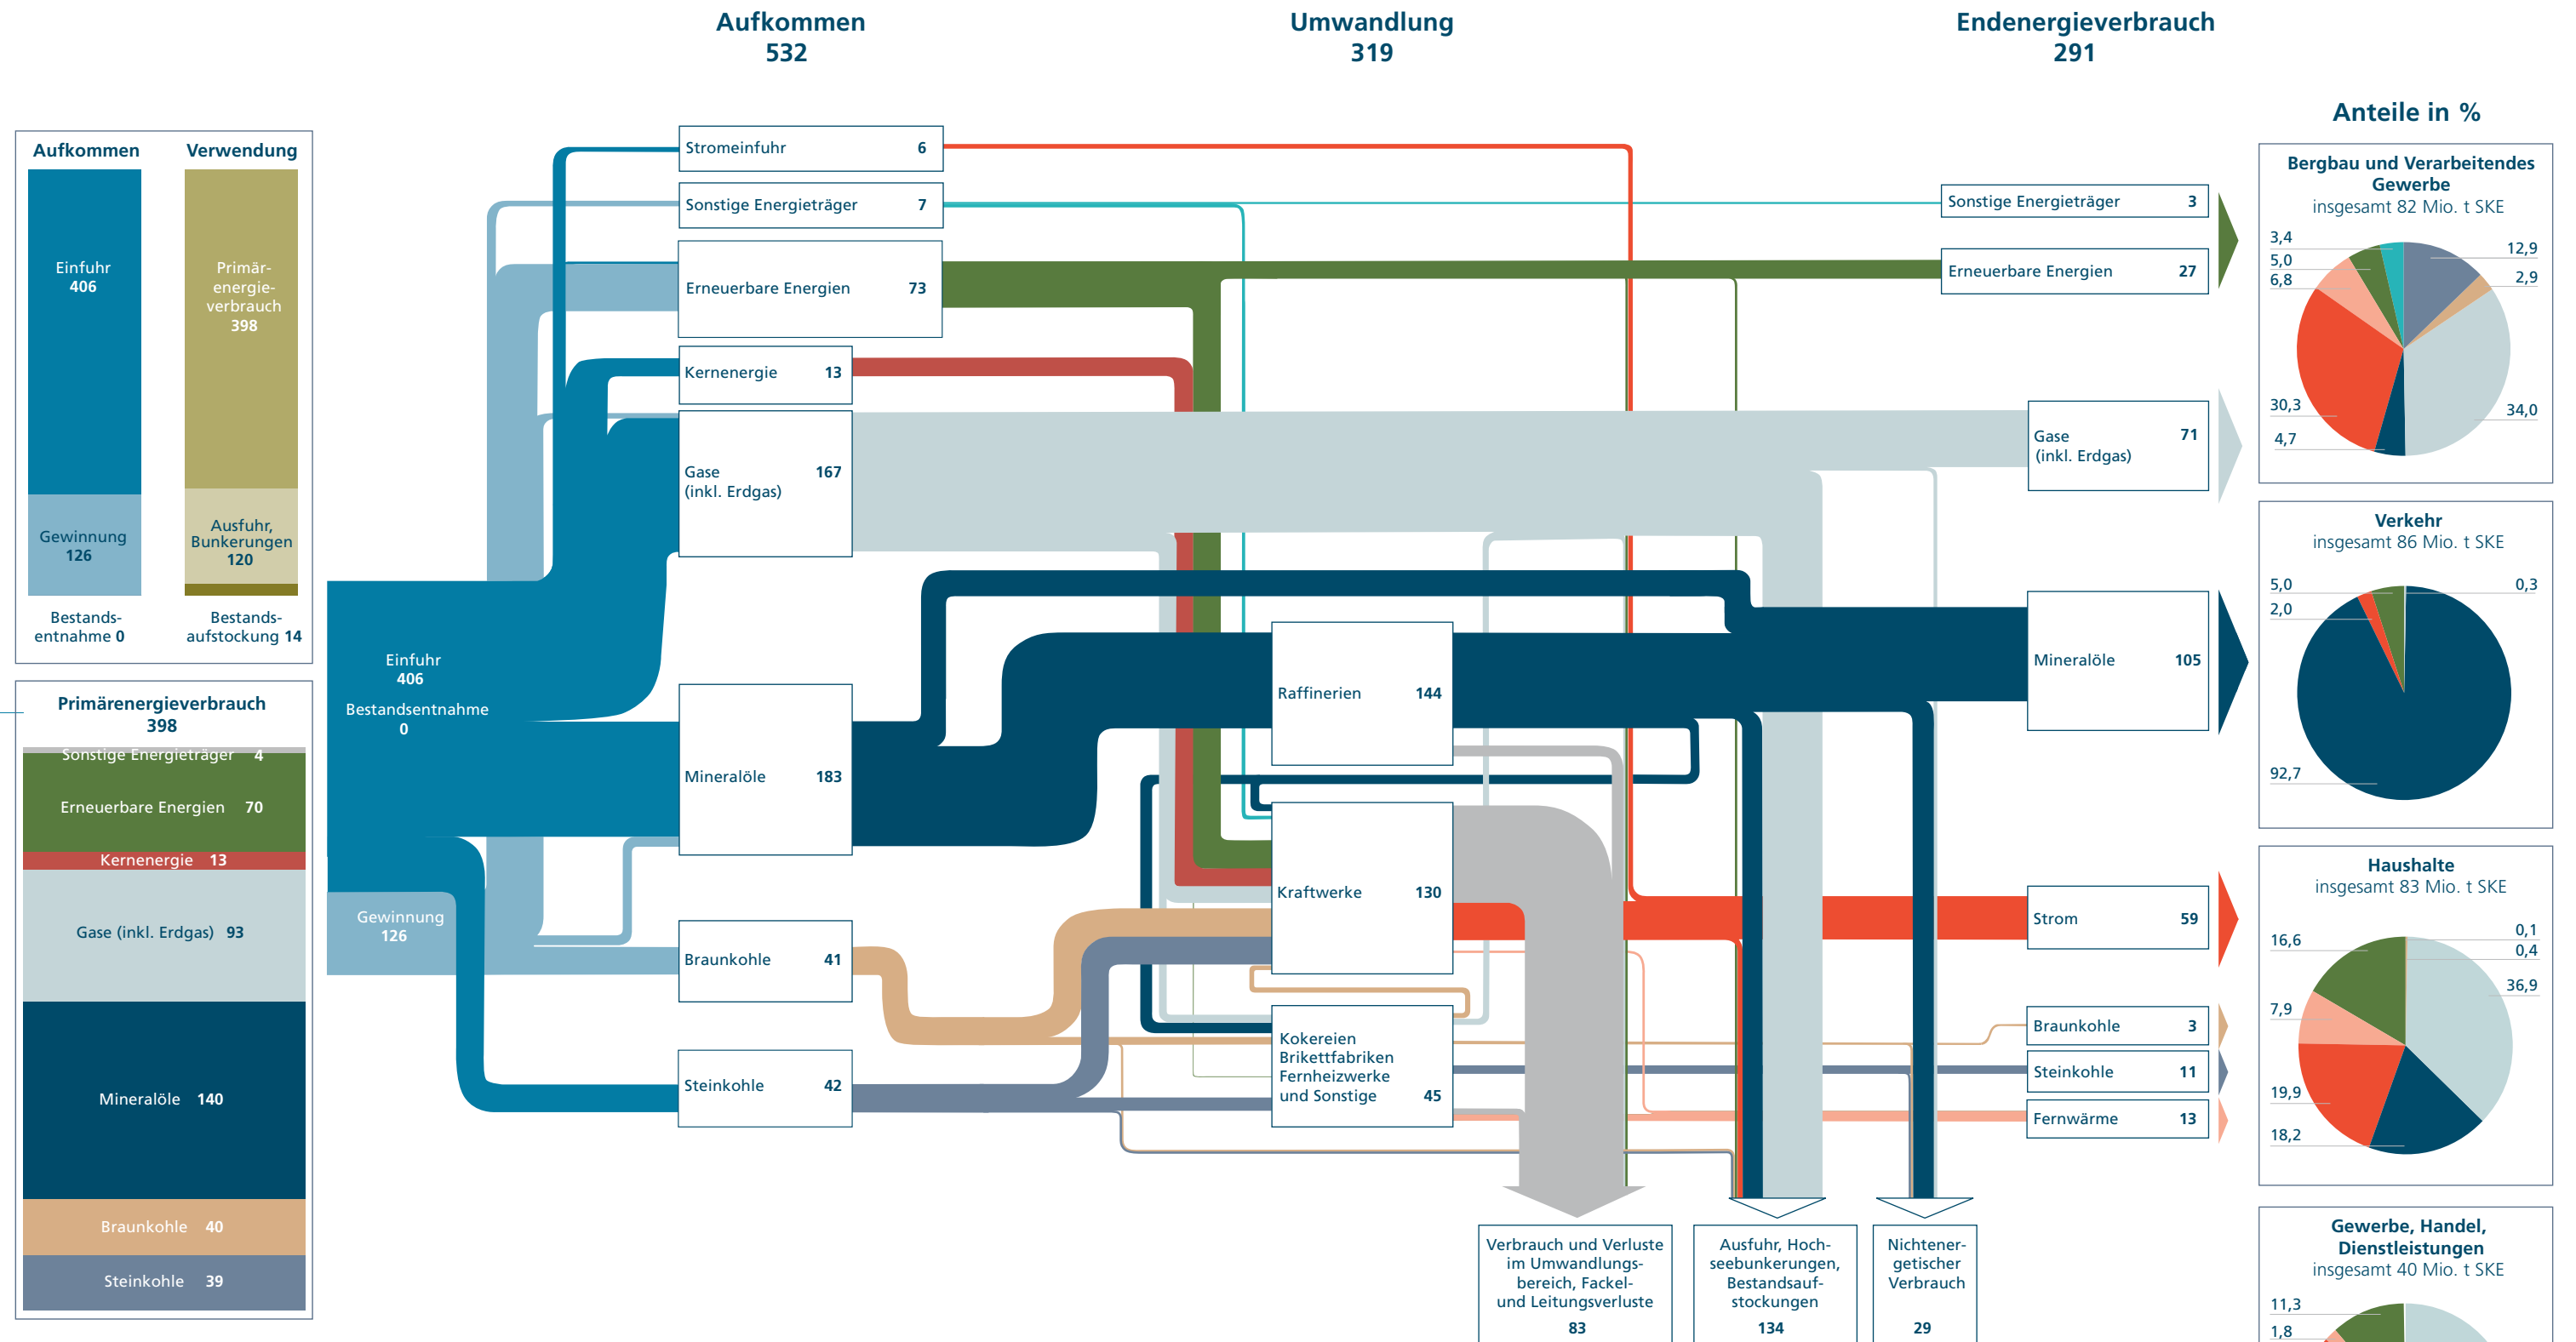 Aufkommen
532
Umwandlung
319
Endenergieverbrauch
291
Aufkommen
Verwendung
Einfuhr
406
Gewinnung
126
Bestands-
entnahme 0
Primär-
energie-
verbrauch
398
Ausfuhr,
Bunkerungen
120
Bestands-
aufstockung 14
Primärenergieverbrauch
398
Sonstige Energieträger 4
Erneuerbare Energien 70
Kernenergie 13
Gase (inkl. Erdgas) 93
Mineralöle 140
Braunkohle 40
Steinkohle 39
Einfuhr
406
Bestandsentnahme
0
Gewinnung
126
Stromeinfuhr 6
Sonstige Energieträger 7
Erneuerbare Energien 73
Kernenergie 13
Gase 167
(inkl. Erdgas)
Mineralöle 183
Braunkohle 41
Steinkohle 42
Raffinerien 144
Kraftwerke 130
Kokereien
Brikettfabriken
Fernheizwerke
und Sonstige 45
Verbrauch und Verluste
im Umwandlungs-
bereich, Fackel-
und Leitungsverluste
83
Ausfuhr, Hoch-
seebunkerungen,
Bestandsauf-
stockungen
134
Nichtener-
getischer
Verbrauch
29
Sonstige Energieträger 3
Erneuerbare Energien 27
Gase 71
(inkl. Erdgas)
Mineralöle 105
Strom 59
Braunkohle 3
Steinkohle 11
Fernwärme 13
Anteile in %
Bergbau und Verarbeitendes
Gewerbe
insgesamt 82 Mio. t SKE
3,4
5,0
6,8
30,3
4,7
12,9
2,9
34,0
Verkehr
insgesamt 86 Mio. t SKE
5,0
2,0
92,7
0,3
Haushalte
insgesamt 83 Mio. t SKE
16,6
7,9
19,9
18,2
0,1
0,4
36,9
Gewerbe, Handel,
Dienstleistungen
insgesamt 40 Mio. t SKE
11,3
1,8